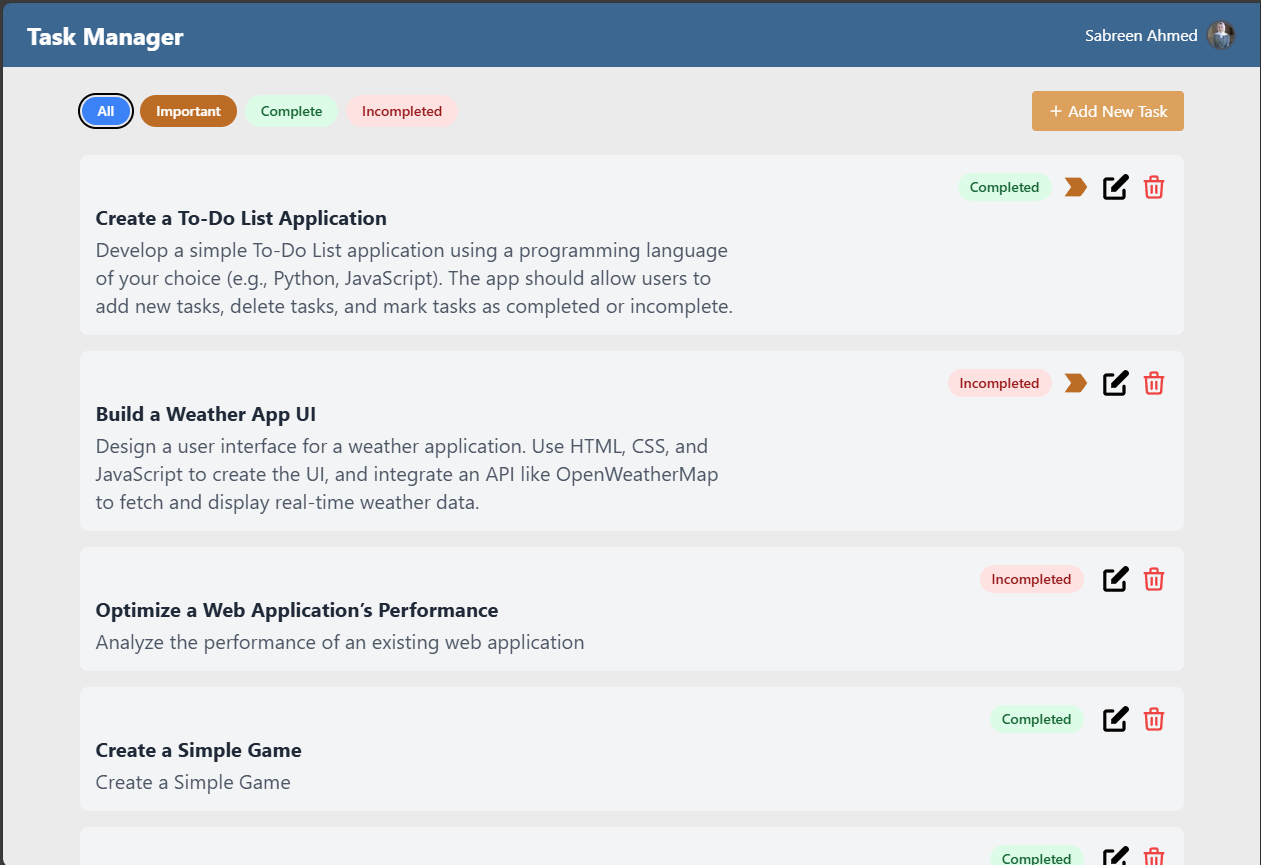 Task Manager
Sabreen Ahmed
All
Important
Complete
Incompleted
+ Add New Task
Completed
Create a To-Do List Application
Develop a simple To-Do List application using a programming language
of your choice (e.g., Python, JavaScript). The app should allow users to
add new tasks, delete tasks, and mark tasks as completed or incomplete.
Incompleted
Build a Weather App UI
Design a user interface for a weather application. Use HTML, CSS, and
JavaScript to create the UI, and integrate an API like OpenWeatherMap
to fetch and display real-time weather data.
Incompleted
Optimize a Web Application’s Performance
Analyze the performance of an existing web application
Completed
Create a Simple Game
Create a Simple Game
Completed